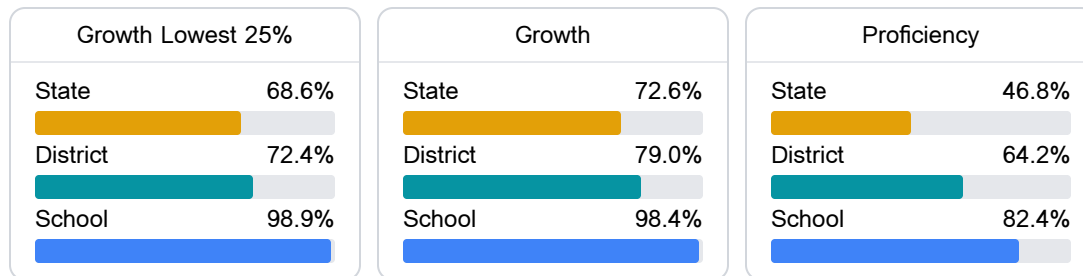 Growth Lowest 25%
State 68.6%
District 72.4%
School 98.9%
Growth
State 72.6%
District 79.0%
School 98.4%
Proficiency
State 46.8%
District 64.2%
School 82.4%